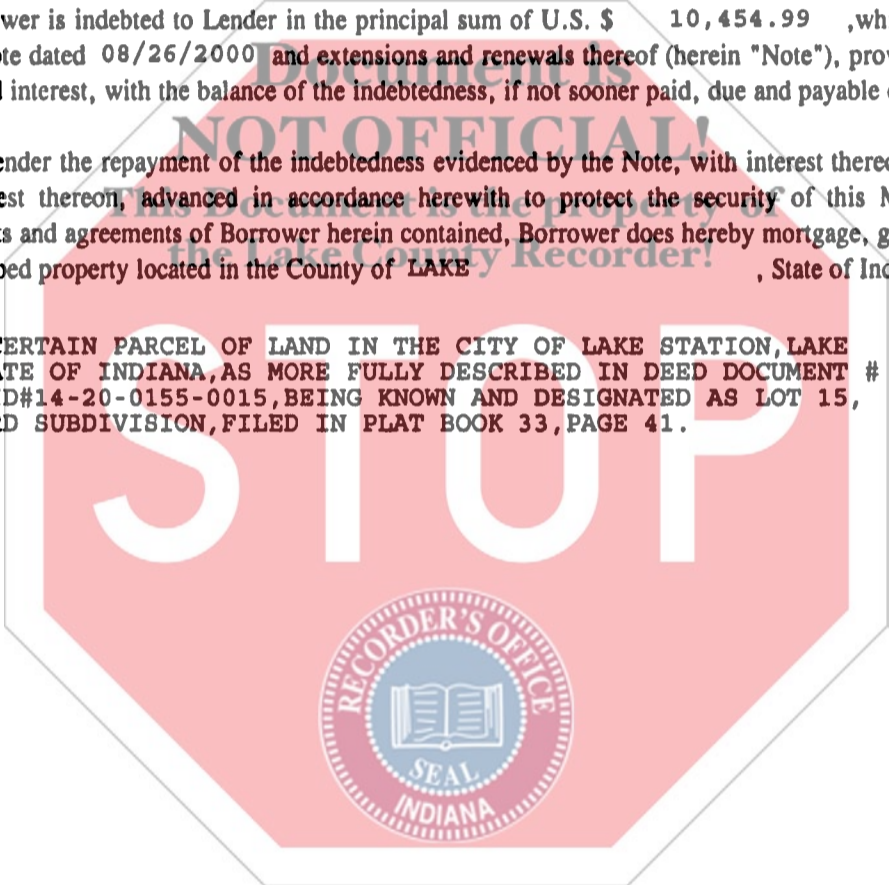 wer is indebted to Lender in the principal sum of U.S. $ 10,454.99 ,wh
te dated 08/26/2000 and extensions and renewals thereof (herein "Note"), prov
l interest, with the balance of the indebtedness, if not sooner paid, due and payable
Document is
NOT OFFICIAL!
ender the repayment of the indebtedness evidenced by the Note, with interest thereo
est thereon, advanced in accordance herewith to protect the security of this M
This Document is the property of
s and agreements of Borrower herein contained, Borrower does hereby mortgage, g
the Lake County Recorder!
bed property located in the County of LAKE , State of Ind
ERTAIN PARCEL OF LAND IN THE CITY OF LAKE STATION,LAKE
TE OF INDIANA,AS MORE FULLY DESCRIBED IN DEED DOCUMENT #
D#14-20-0155-0015,BEING KNOWN AND DESIGNATED AS LOT 15,
D SUBDIVISION,FILED IN PLAT BOOK 33,PAGE 41.
STOP
RECORDER'S OFFICE
SEAL
INDIANA